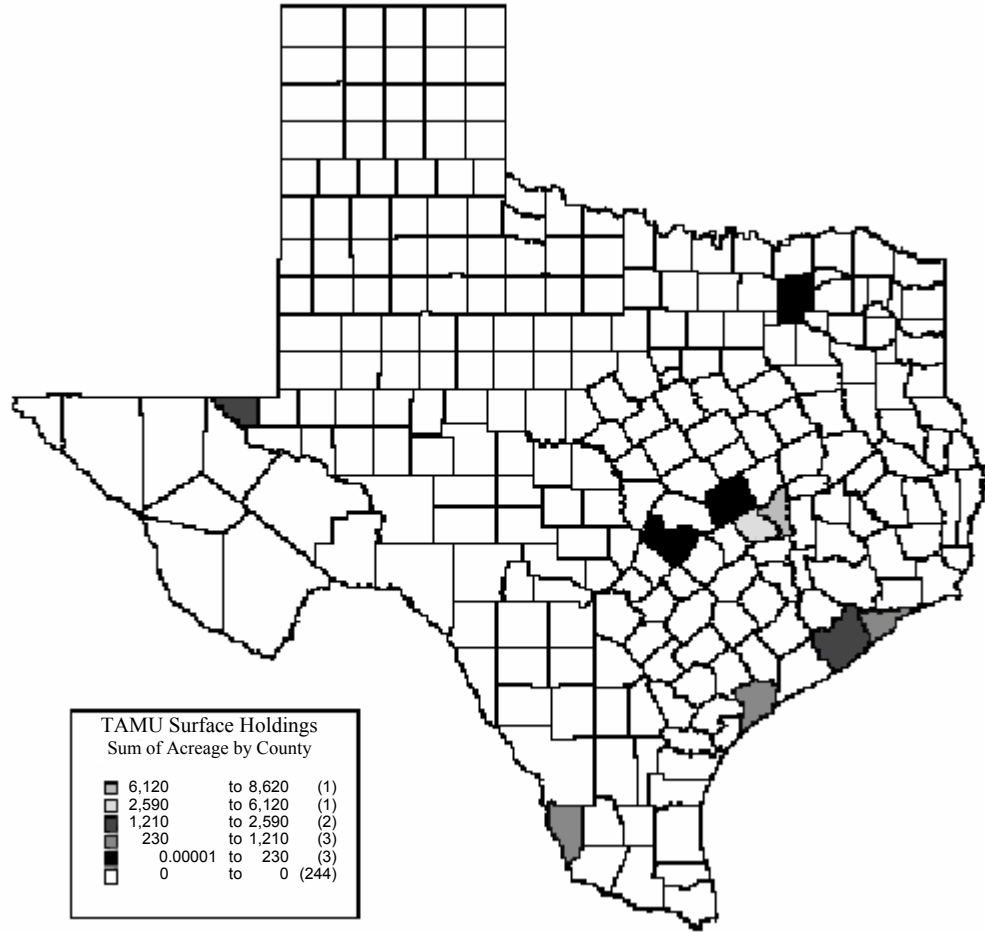 TAMU Surface Holdings
Sum of Acreage by County
6,120 to 8,620 (1)
2,590 to 6,120 (1)
1,210 to 2,590 (2)
230 to 1,210 (3)
0.00001 to 230 (3)
0 to 0 (244)